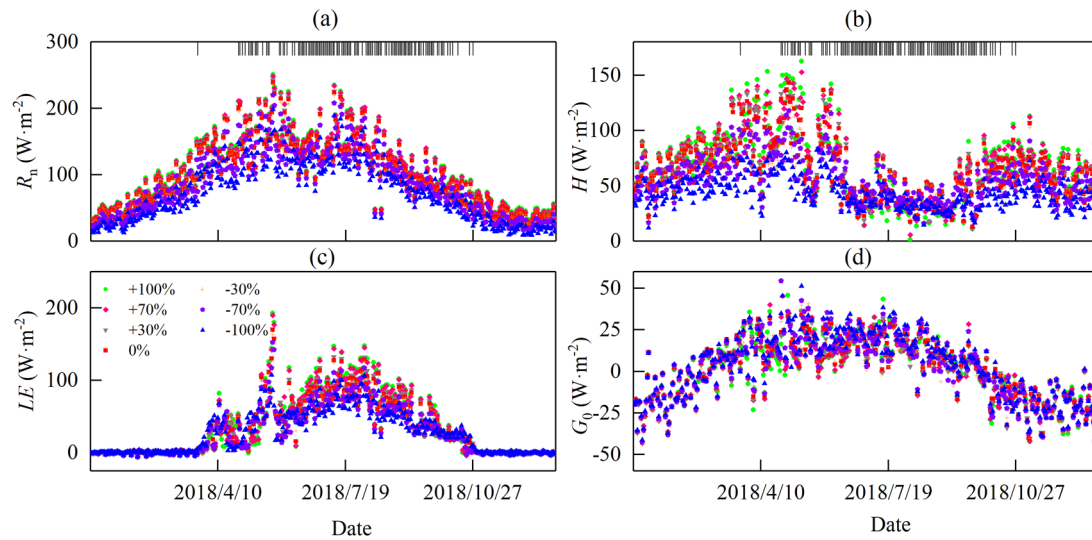 (a)
300
200
100
0
Rₙ (W·m⁻²)
(b)
150
100
50
0
H (W·m⁻²)
(c)
+100%
-30%
+70%
-70%
+30%
-100%
0%
200
100
0
LE (W·m⁻²)
2018/4/10
2018/7/19
2018/10/27
Date
(d)
50
25
0
-25
-50
G₀ (W·m⁻²)
2018/4/10
2018/7/19
2018/10/27
Date